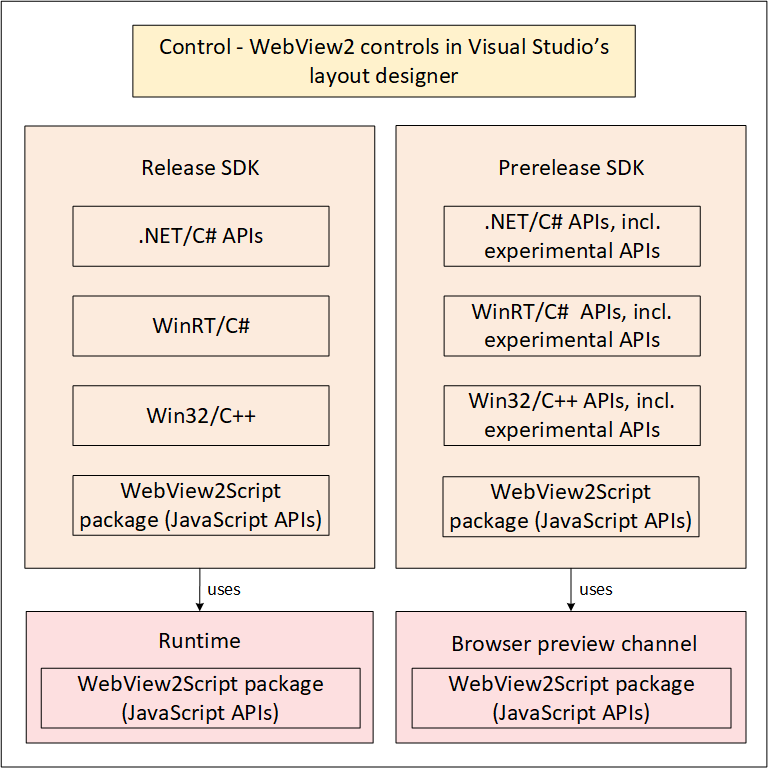 Control - WebView2 controls in Visual Studio’s
layout designer
Release SDK
.NET/C# APIs
WinRT/C#
Win32/C++
WebView2Script
package (JavaScript APIs)
uses
Runtime
WebView2Script package
(JavaScript APIs)
Prerelease SDK
.NET/C# APIs, incl.
experimental APIs
WinRT/C#  APIs, incl.
experimental APIs
Win32/C++ APIs, incl.
experimental APIs
WebView2Script
package (JavaScript APIs)
uses
Browser preview channel
WebView2Script package
(JavaScript APIs)